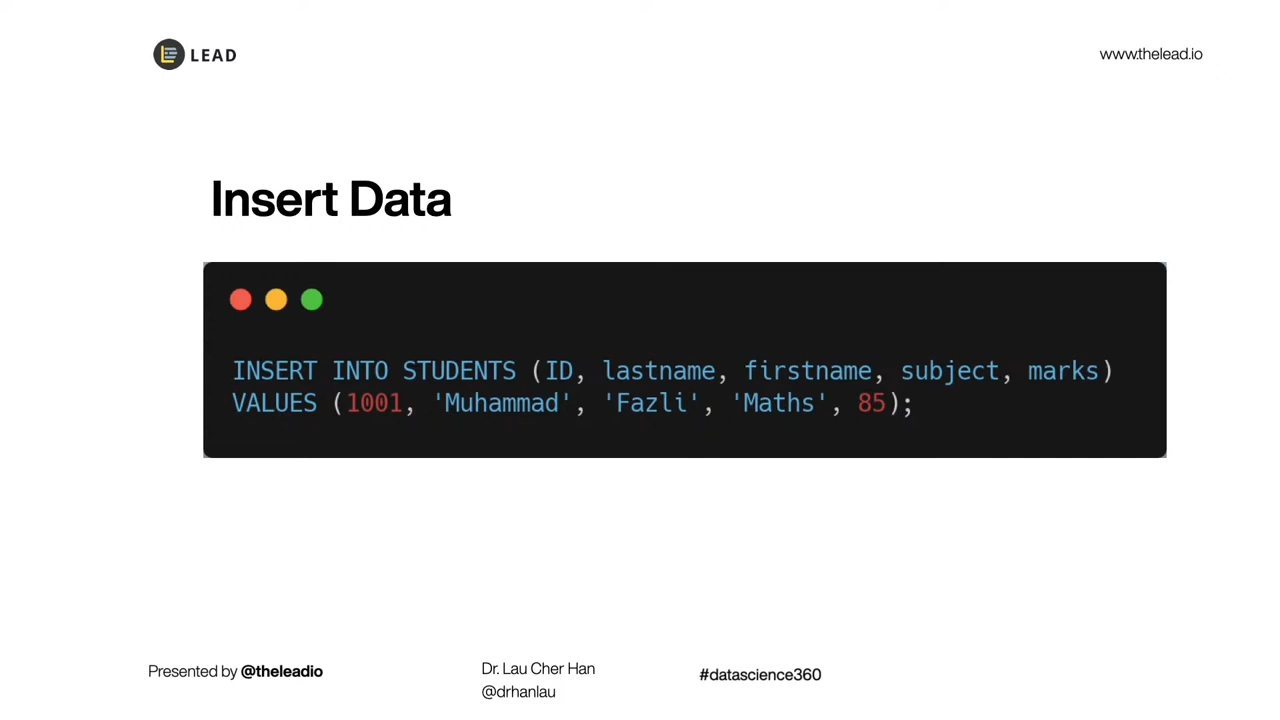 LEAD
www.thelead.io
Insert Data
INSERT INTO STUDENTS (ID, lastname, firstname, subject, marks)
VALUES (1001, 'Muhammad', 'Fazli', 'Maths', 85);
Presented by @theleadio
Dr. Lau Cher Han
@drhanlau
#datascience360